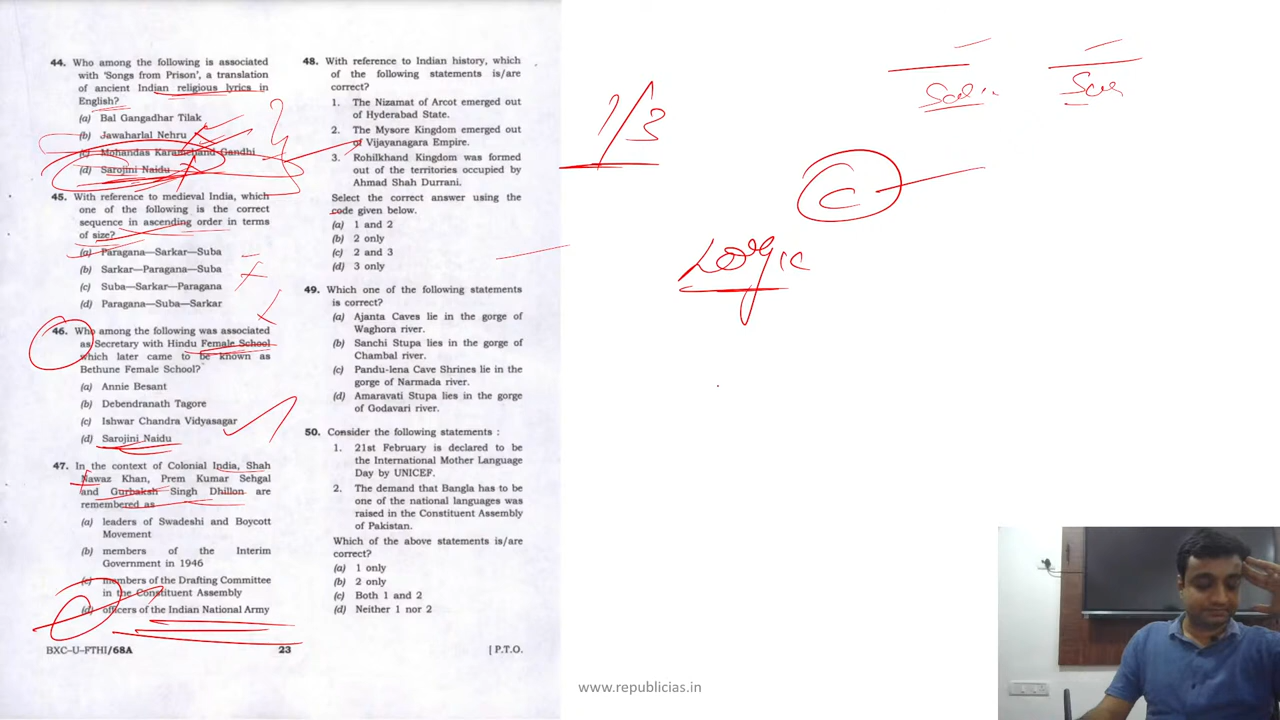 44. Who among the following is associated
with 'Songs from Prison', a translation
of ancient Indian religious lyrics in
English?
(a) Bal Gangadhar Tilak
(b) Jawaharlal Nehru
(c) Mohandas Karamchand Gandhi
(d) Sarojini Naidu
45. With reference to medieval India, which
one of the following is the correct
sequence in ascending order in terms
of size?
(a) Paragana—Sarkar—Suba
(b) Sarkar—Paragana—Suba
(c) Suba—Sarkar—Paragana
(d) Paragana—Suba—Sarkar
46. Who among the following was associated
as Secretary with Hindu Female School
which later came to be known as
Bethune Female School?
(a) Annie Besant
(b) Debendranath Tagore
(c) Ishwar Chandra Vidyasagar
(d) Sarojini Naidu
47. In the context of Colonial India, Shah
Nawaz Khan, Prem Kumar Sehgal
and Gurbaksh Singh Dhillon are
remembered as
(a) leaders of Swadeshi and Boycott
Movement
(b) members of the Interim
Government in 1946
(c) members of the Drafting Committee
in the Constituent Assembly
(d) officers of the Indian National Army
BXC-U-FTHI/68A
23
48. With reference to Indian history, which
of the following statements is/are
correct?
1. The Nizamat of Arcot emerged out
of Hyderabad State.
2. The Mysore Kingdom emerged out
of Vijayanagara Empire.
3. Rohilkhand Kingdom was formed
out of the territories occupied by
Ahmad Shah Durrani.
Select the correct answer using the
code given below.
(a) 1 and 2
(b) 2 only
(c) 2 and 3
(d) 3 only
49. Which one of the following statements
is correct?
(a) Ajanta Caves lie in the gorge of
Waghora river.
(b) Sanchi Stupa lies in the gorge of
Chambal river.
(c) Pandu-lena Cave Shrines lie in the
gorge of Narmada river.
(d) Amaravati Stupa lies in the gorge
of Godavari river.
50. Consider the following statements :
1. 21st February is declared to be
the International Mother Language
Day by UNICEF.
2. The demand that Bangla has to be
one of the national languages was
raised in the Constituent Assembly
of Pakistan.
Which of the above statements is/are
correct?
(a) 1 only
(b) 2 only
(c) Both 1 and 2
(d) Neither 1 nor 2
[ P.T.O.
1/3
C
Logic
www.republicias.in